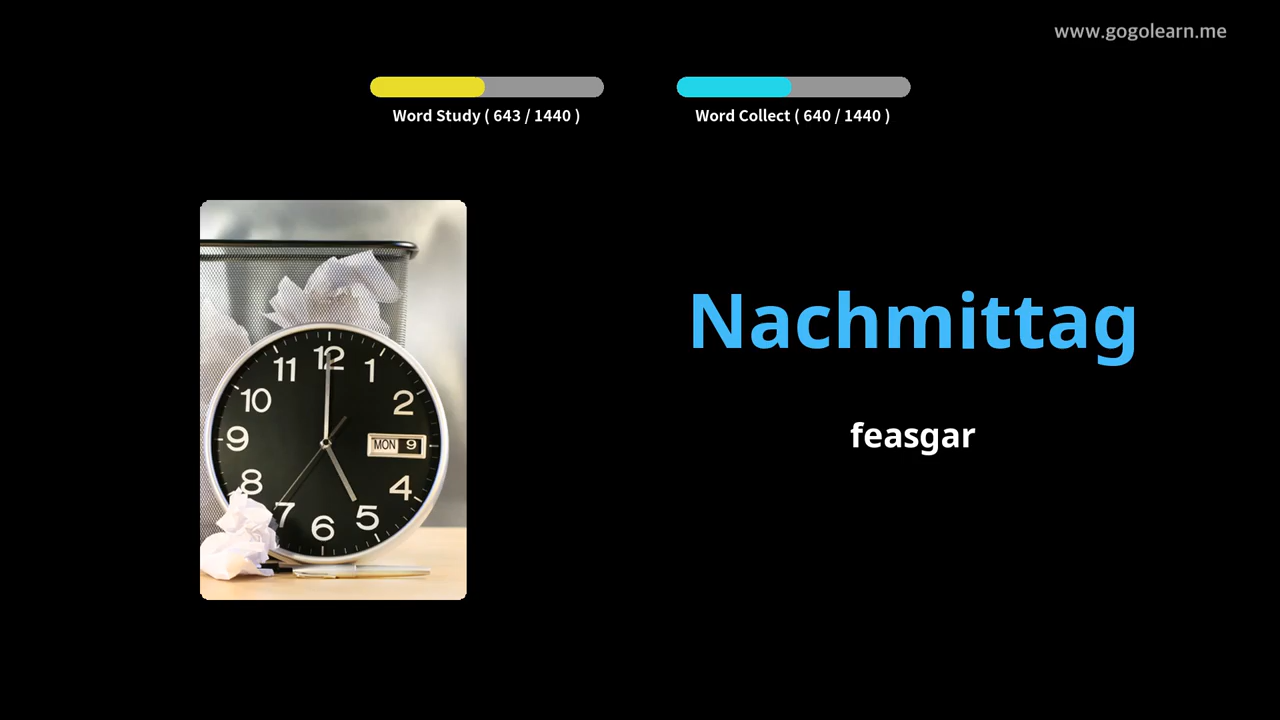 www.gogolearn.me
Word Study ( 643 / 1440 )
Word Collect ( 640 / 1440 )
Nachmittag
feasgar
12
11
1
10
2
9
MON 9
8
4
7
5
6